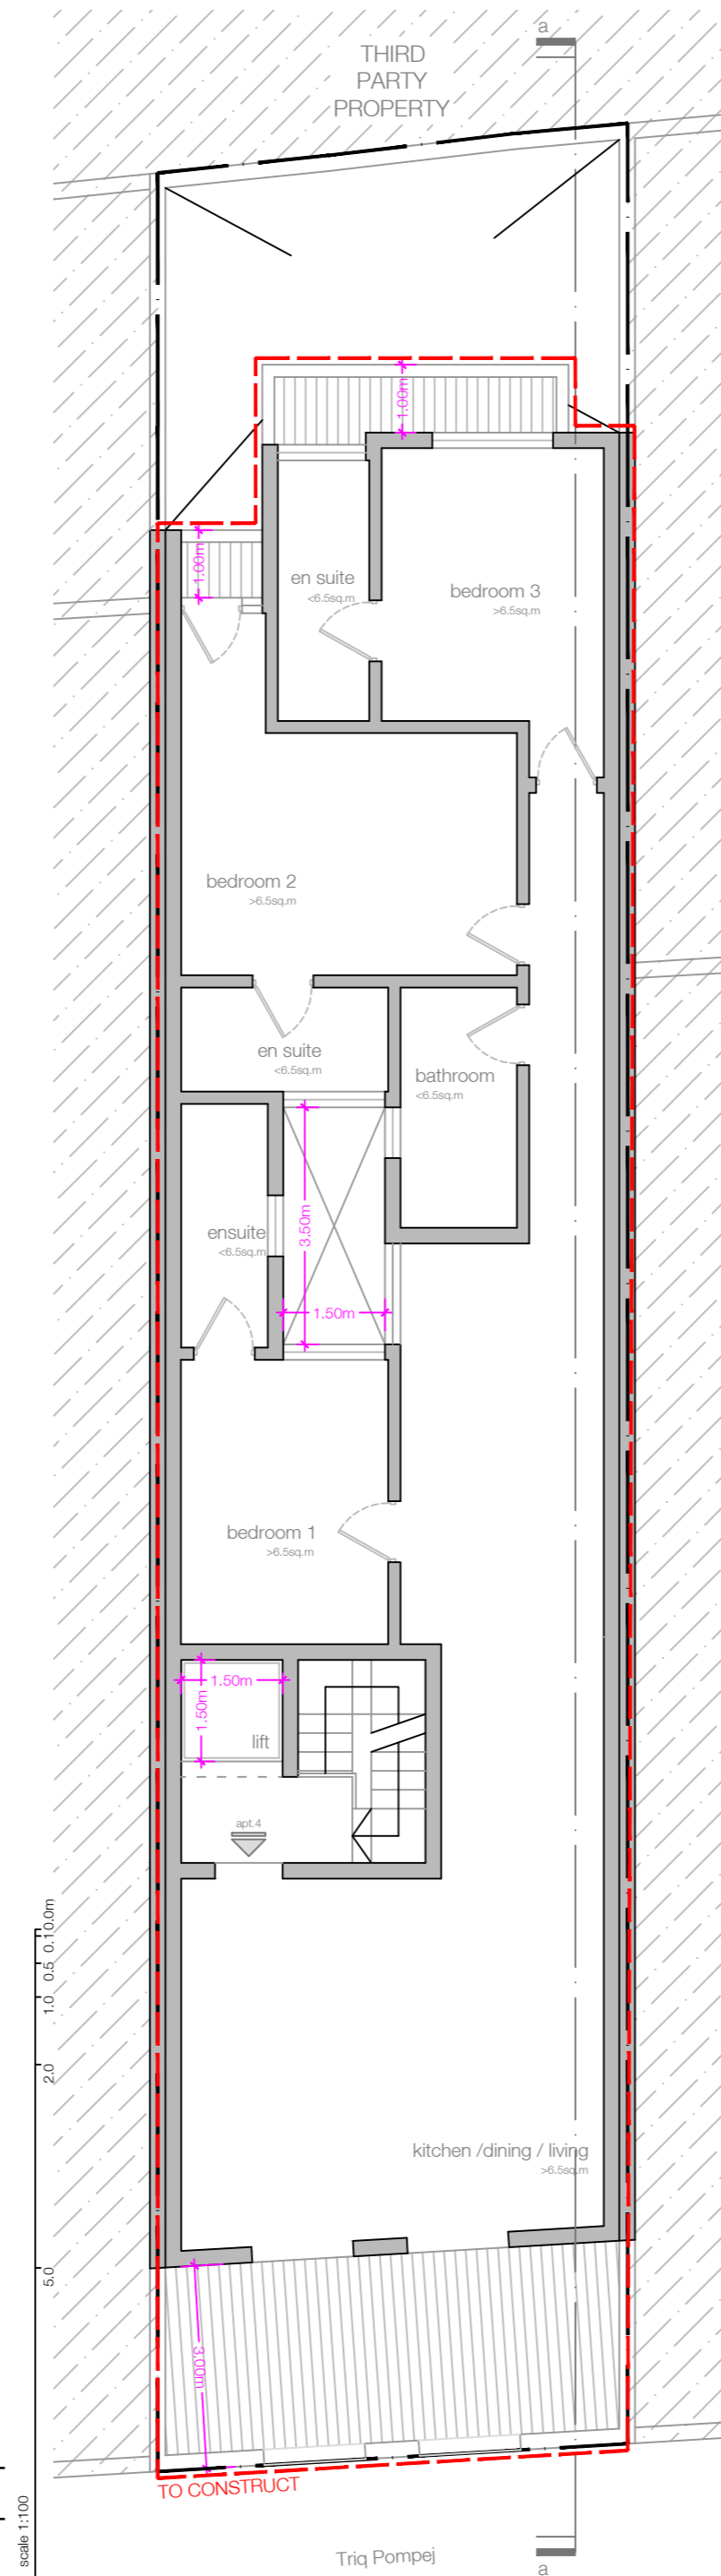 a
THIRD
PARTY
PROPERTY
1.00m
1.00m
en suite
<6.5sq.m
bedroom 3
>6.5sq.m
bedroom 2
>6.5sq.m
en suite
<6.5sq.m
bathroom
<6.5sq.m
ensuite
<6.5sq.m
3.50m
1.50m
bedroom 1
>6.5sq.m
1.50m
1.50m
lift
apt.4
kitchen /dining / living
>6.5sq.m
3.00m
TO CONSTRUCT
Triq Pompej
a
0.0m
0.1
0.5
1.0
2.0
5.0
scale 1:100